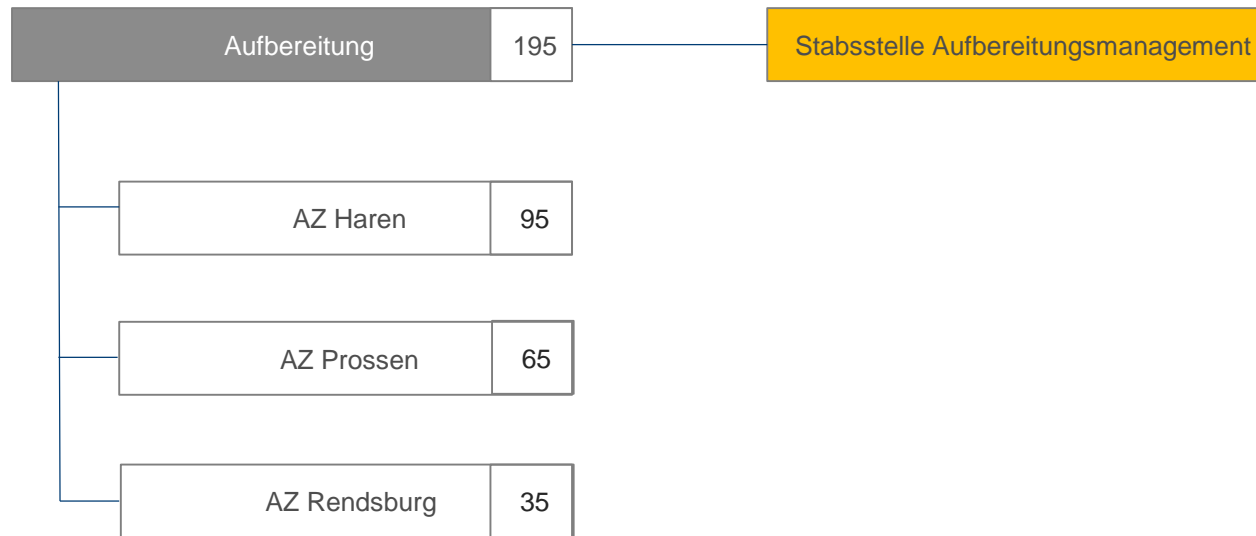 Aufbereitung 195 Stabsstelle Aufbereitungsmanagement
AZ Haren 95
AZ Prossen 65
AZ Rendsburg 35